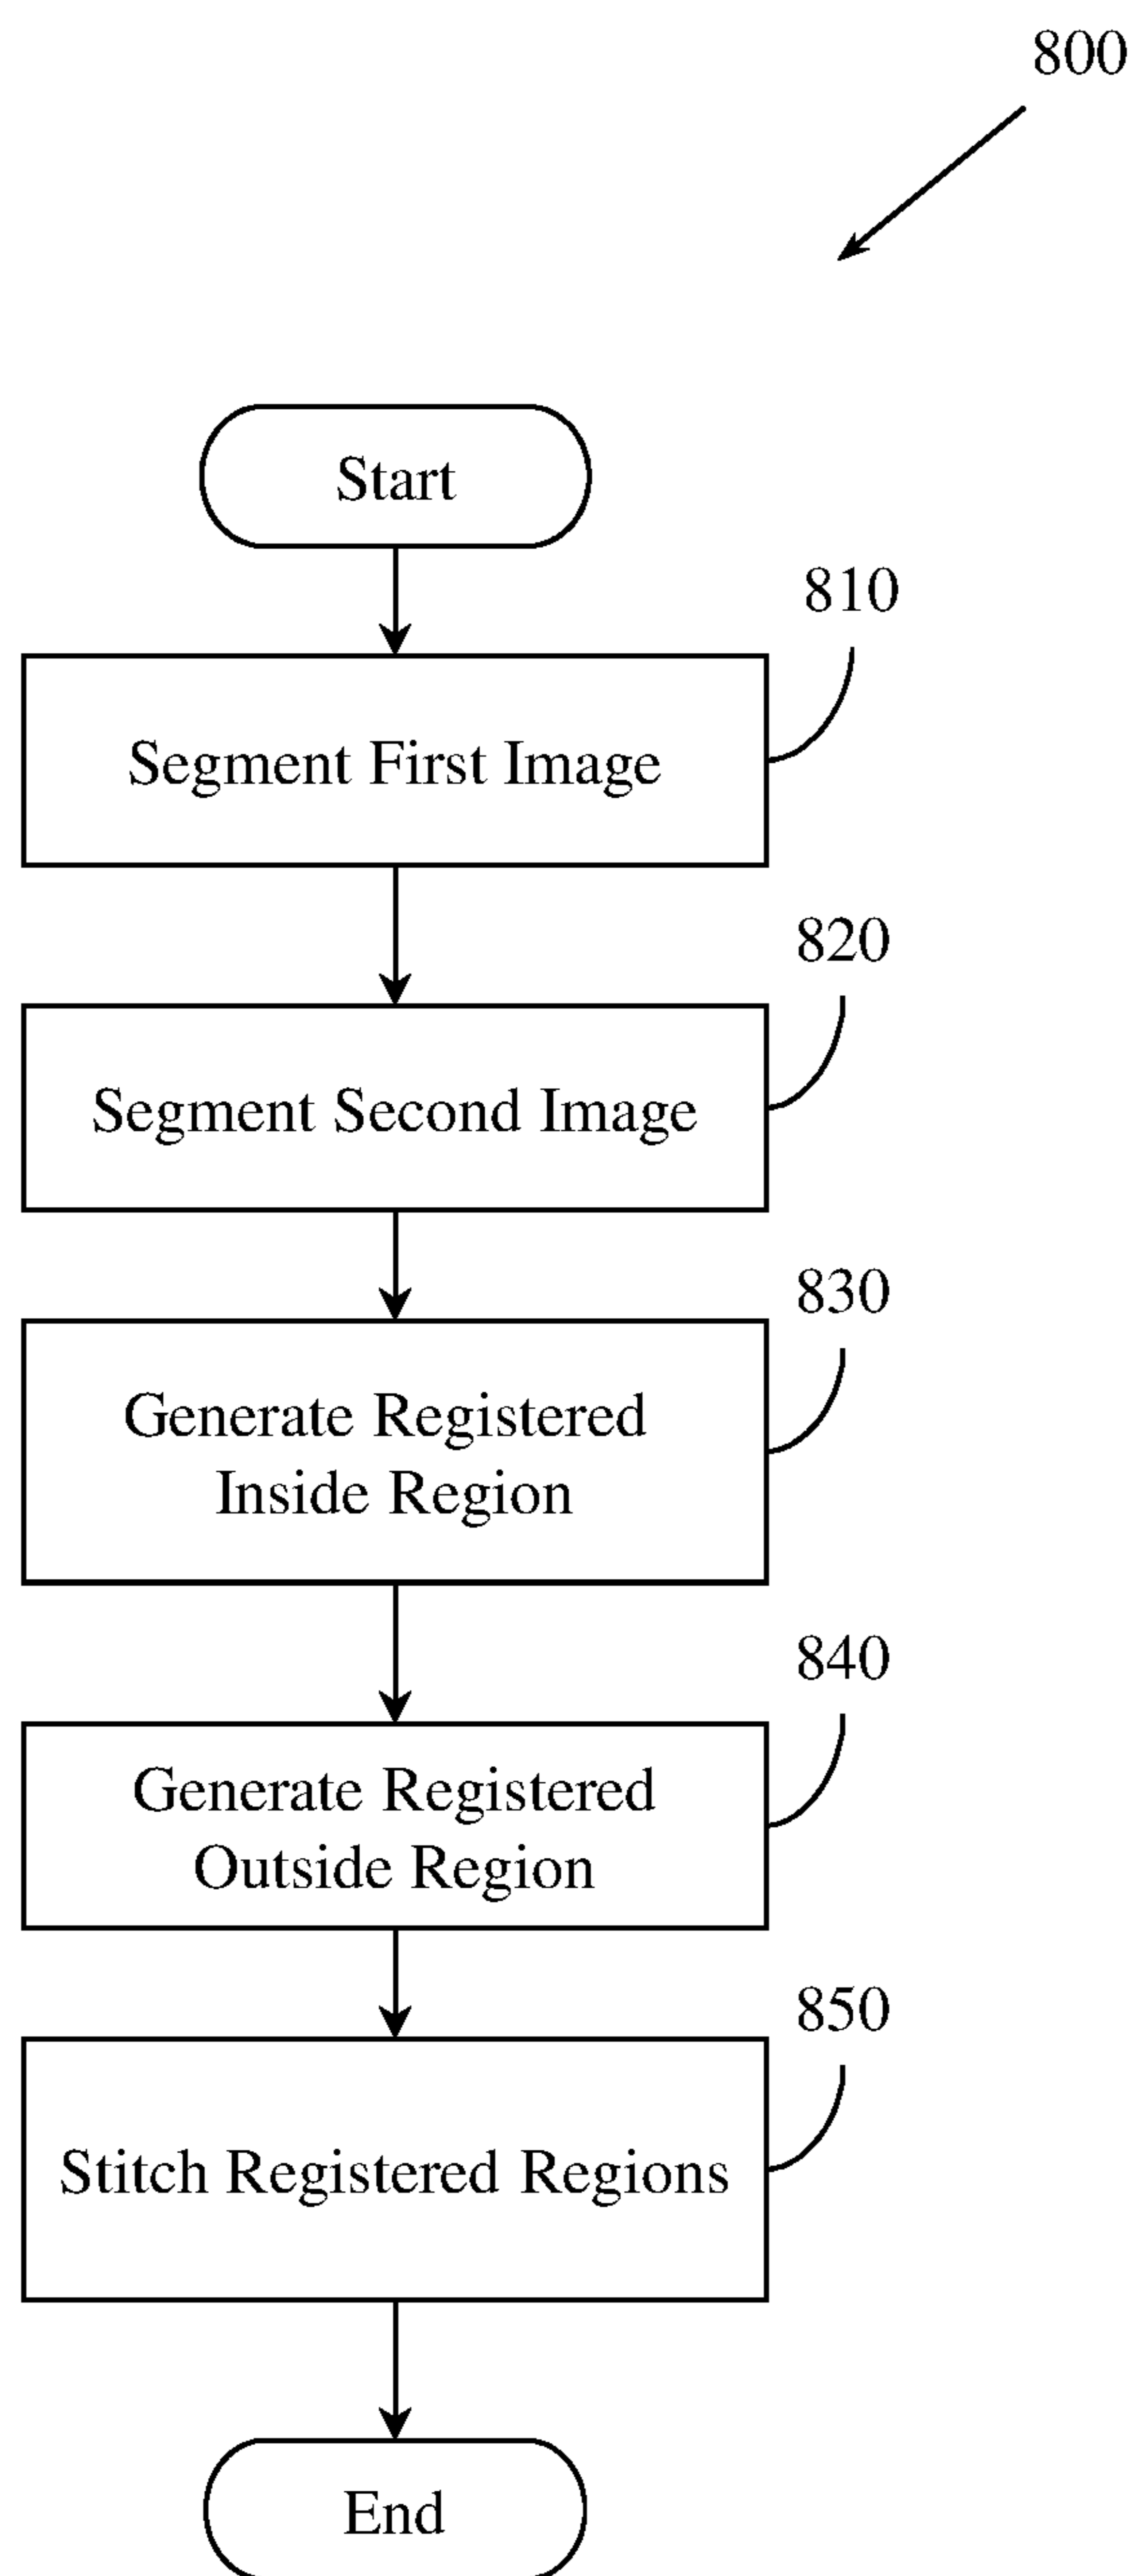 800
Start
810
Segment First Image
820
Segment Second Image
830
Generate Registered
Inside Region
840
Generate Registered
Outside Region
850
Stitch Registered Regions
End